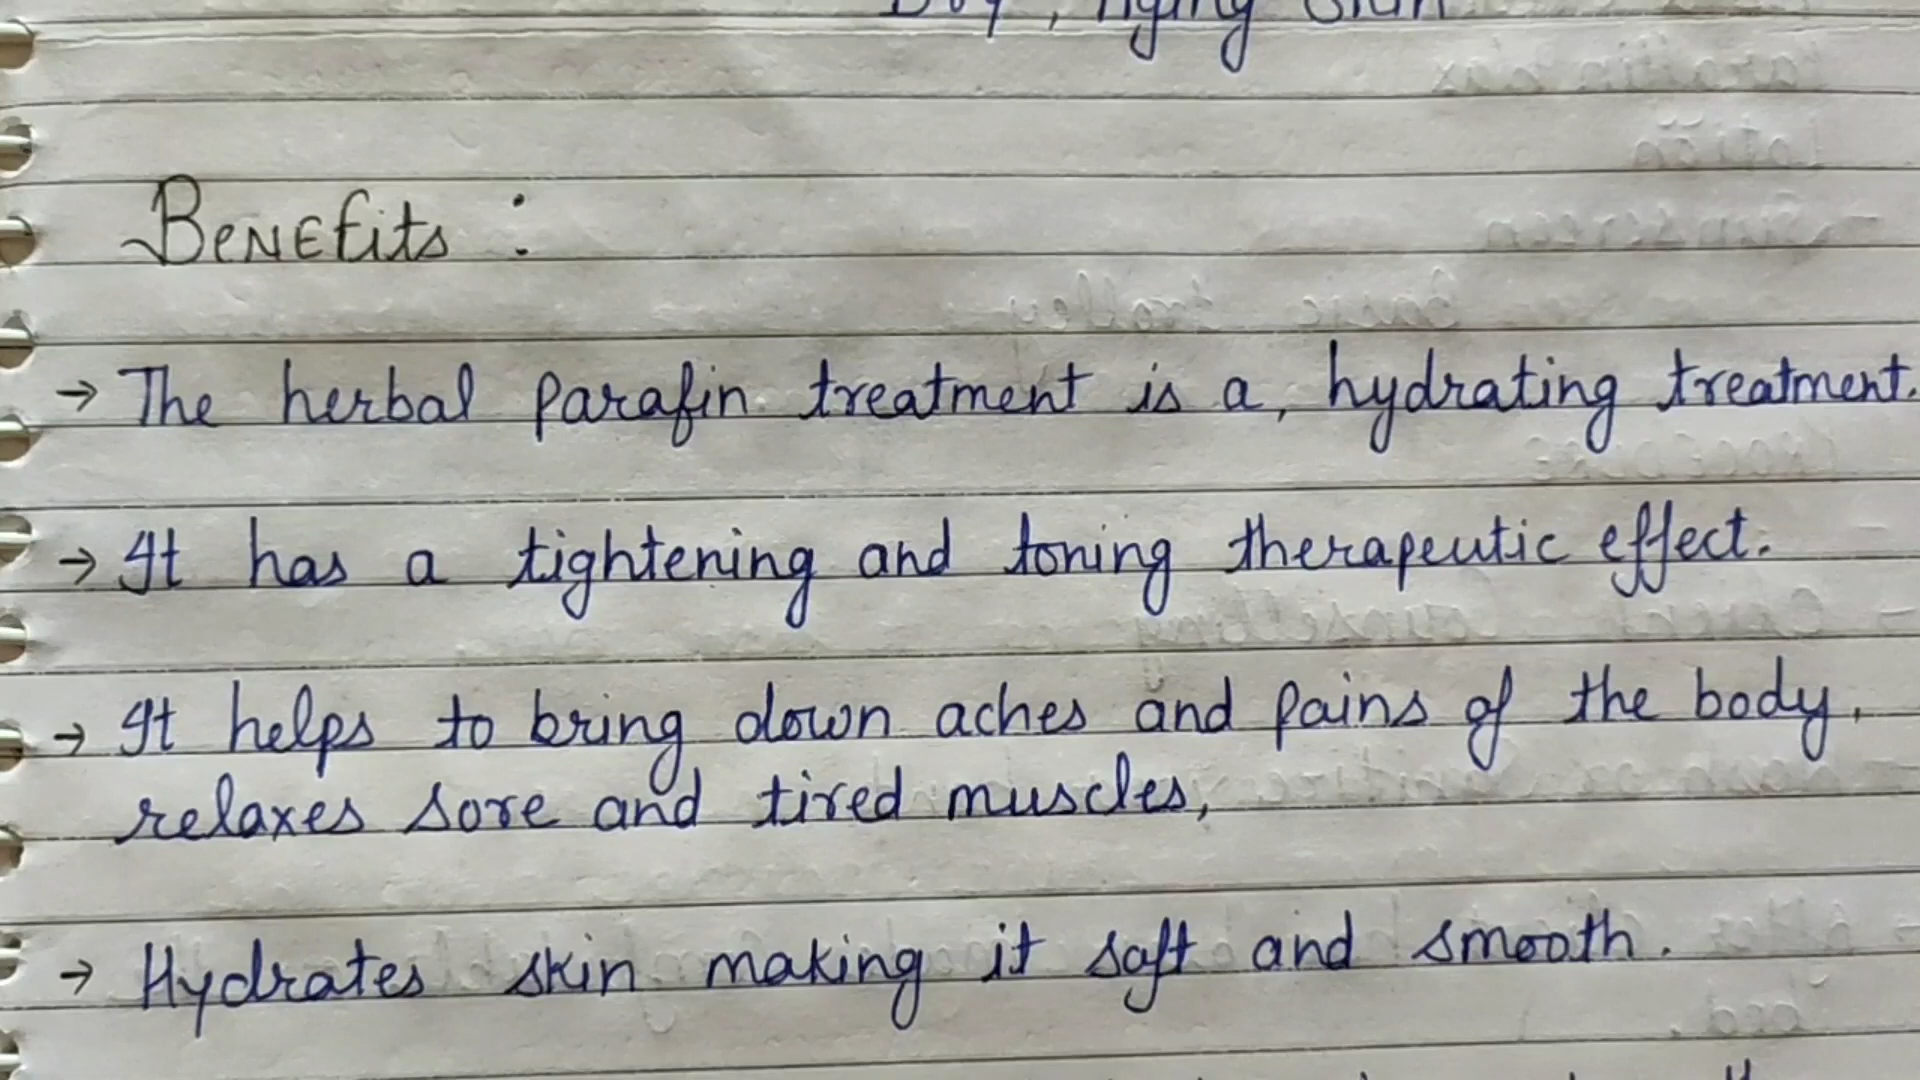 Aging Skin
Benefits :
→ The herbal parafin treatment is a, hydrating treatment.
→ It has a tightening and toning therapeutic effect.
→ It helps to bring down aches and pains of the body,
relaxes sore and tired muscles,
→ Hydrates skin making it soft and smooth.